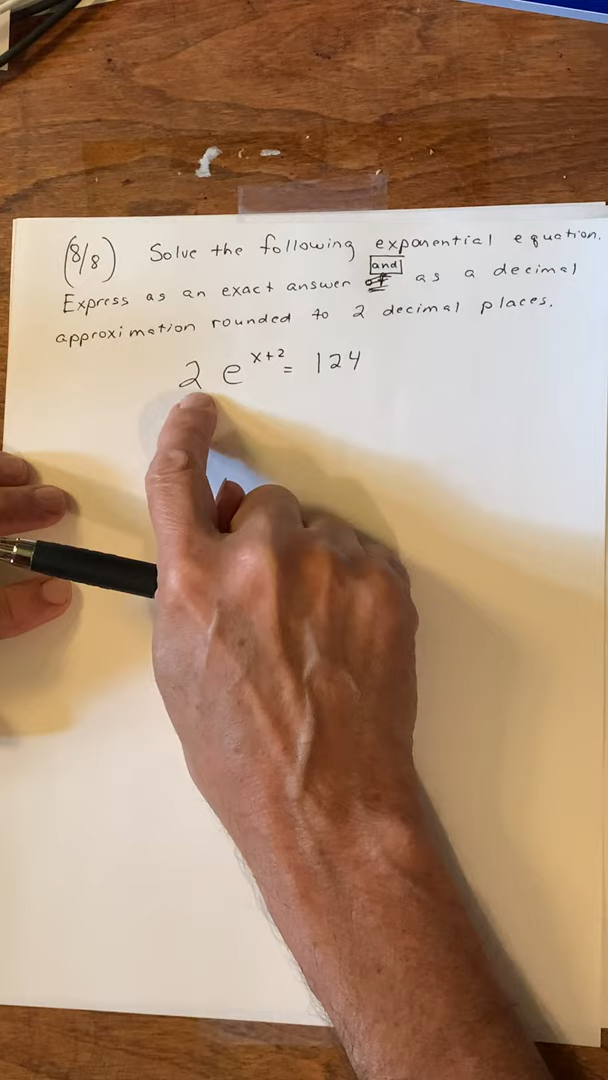 (8/8) Solve the following exponential equation.
and
Express as an exact answer as a decimal
approximation rounded to 2 decimal places.
2 e^{x+2} = 124